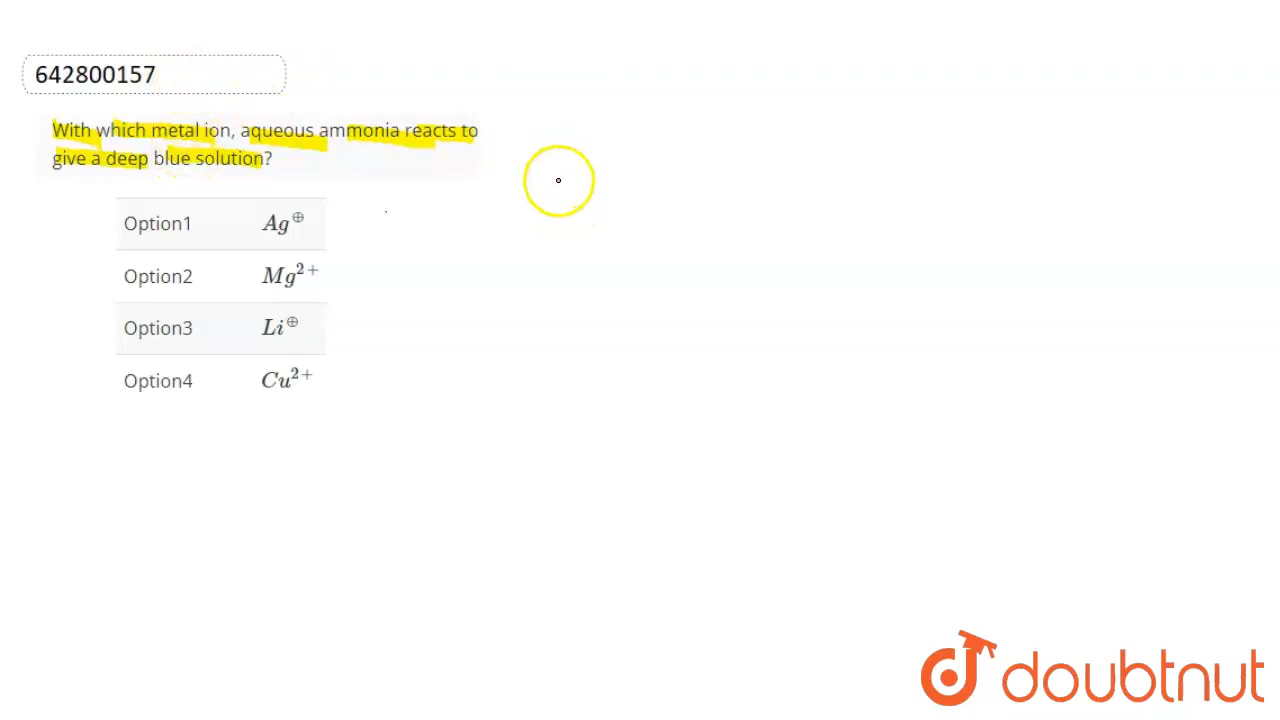 642800157
With which metal ion, aqueous ammonia reacts to
give a deep blue solution?
Option1 Ag⊕
Option2 Mg²⁺
Option3 Li⊕
Option4 Cu²⁺
doubtnut